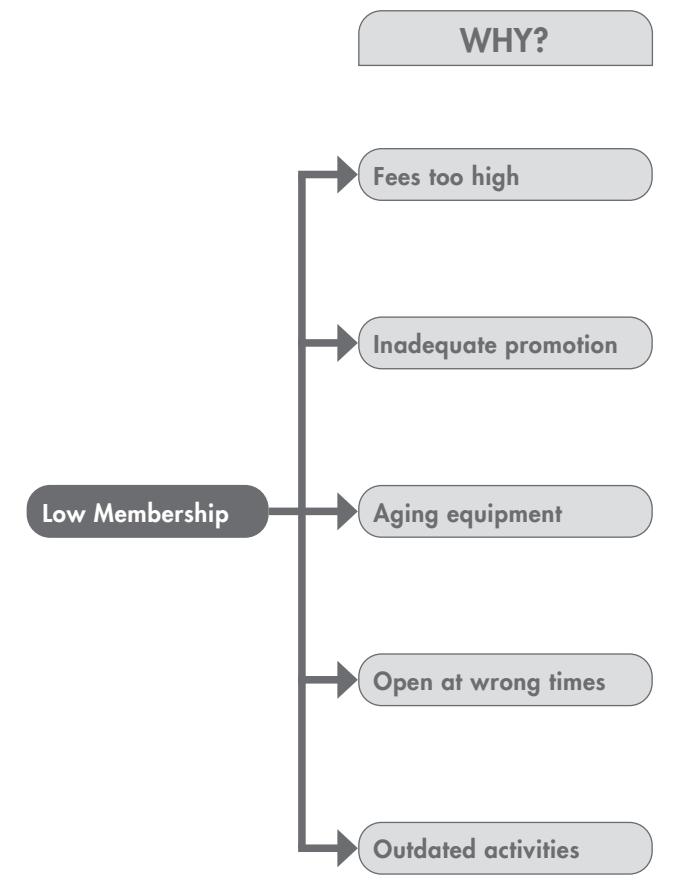 WHY?
Fees too high
Inadequate promotion
Low Membership
Aging equipment
Open at wrong times
Outdated activities